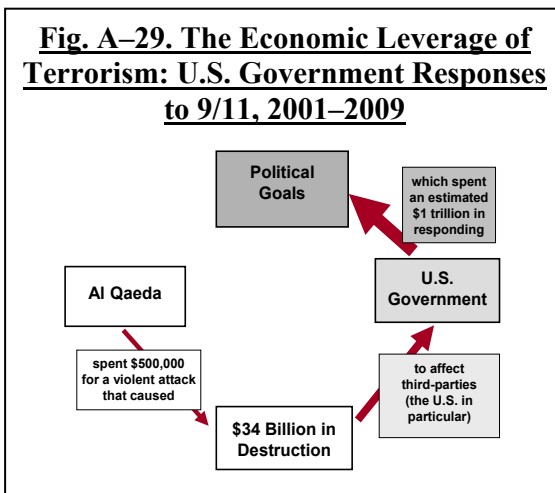 Fig. A–29. The Economic Leverage of
Terrorism: U.S. Government Responses
to 9/11, 2001–2009
Political
Goals
which spent
an estimated
$1 trillion in
responding
Al Qaeda
U.S.
Government
spent $500,000
for a violent attack
that caused
to affect
third-parties
(the U.S. in
particular)
$34 Billion in
Destruction